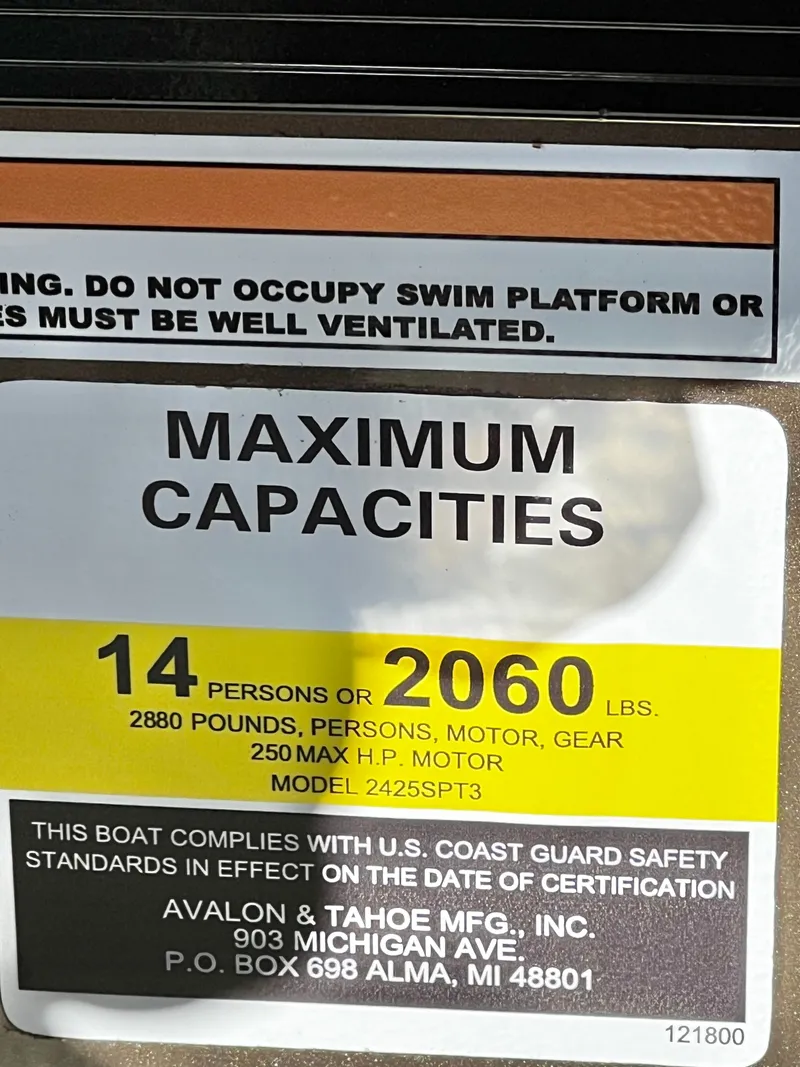 ING. DO NOT OCCUPY SWIM PLATFORM OR
ES MUST BE WELL VENTILATED.
MAXIMUM
CAPACITIES
14 PERSONS OR 2060 LBS.
2880 POUNDS, PERSONS, MOTOR, GEAR
250 MAX H.P. MOTOR
MODEL 2425SPT3
THIS BOAT COMPLIES WITH U.S. COAST GUARD SAFETY
STANDARDS IN EFFECT ON THE DATE OF CERTIFICATION
AVALON & TAHOE MFG., INC.
903 MICHIGAN AVE.
P.O. BOX 698 ALMA, MI 48801
121800